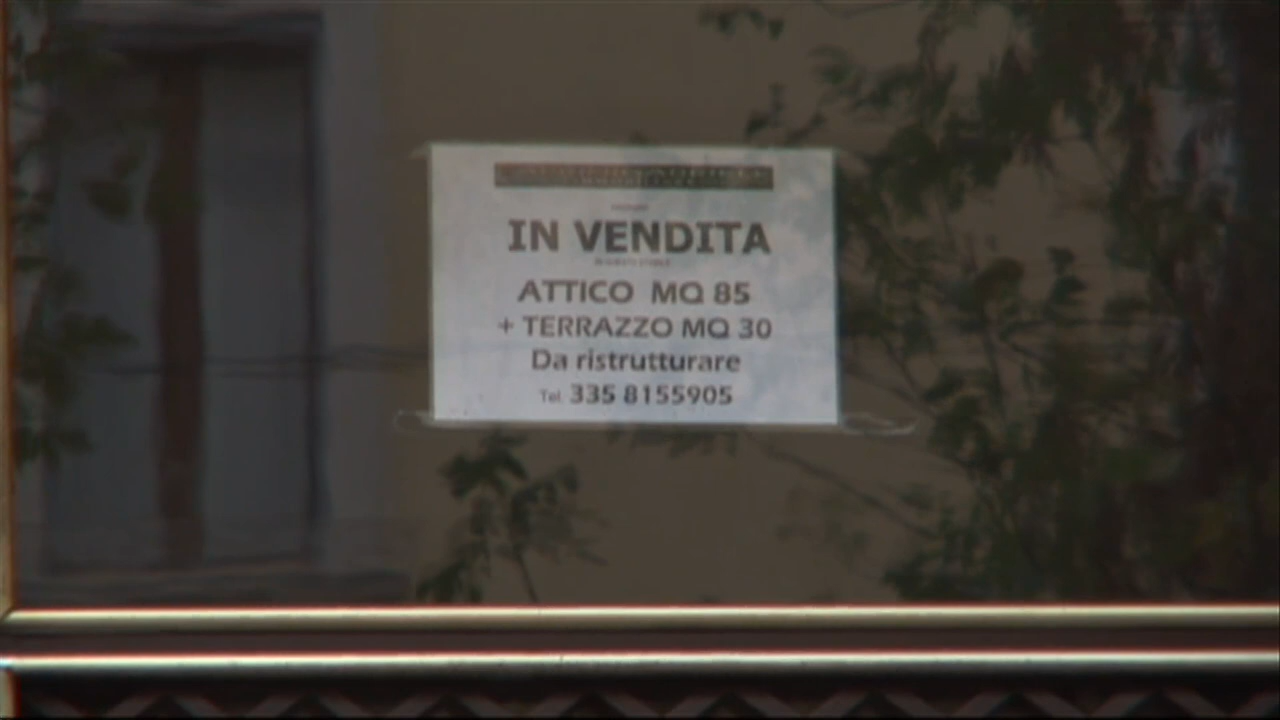 IN VENDITA
ATTICO MQ 85
+ TERRAZZO MQ 30
Da ristrutturare
Tel. 335 8155905